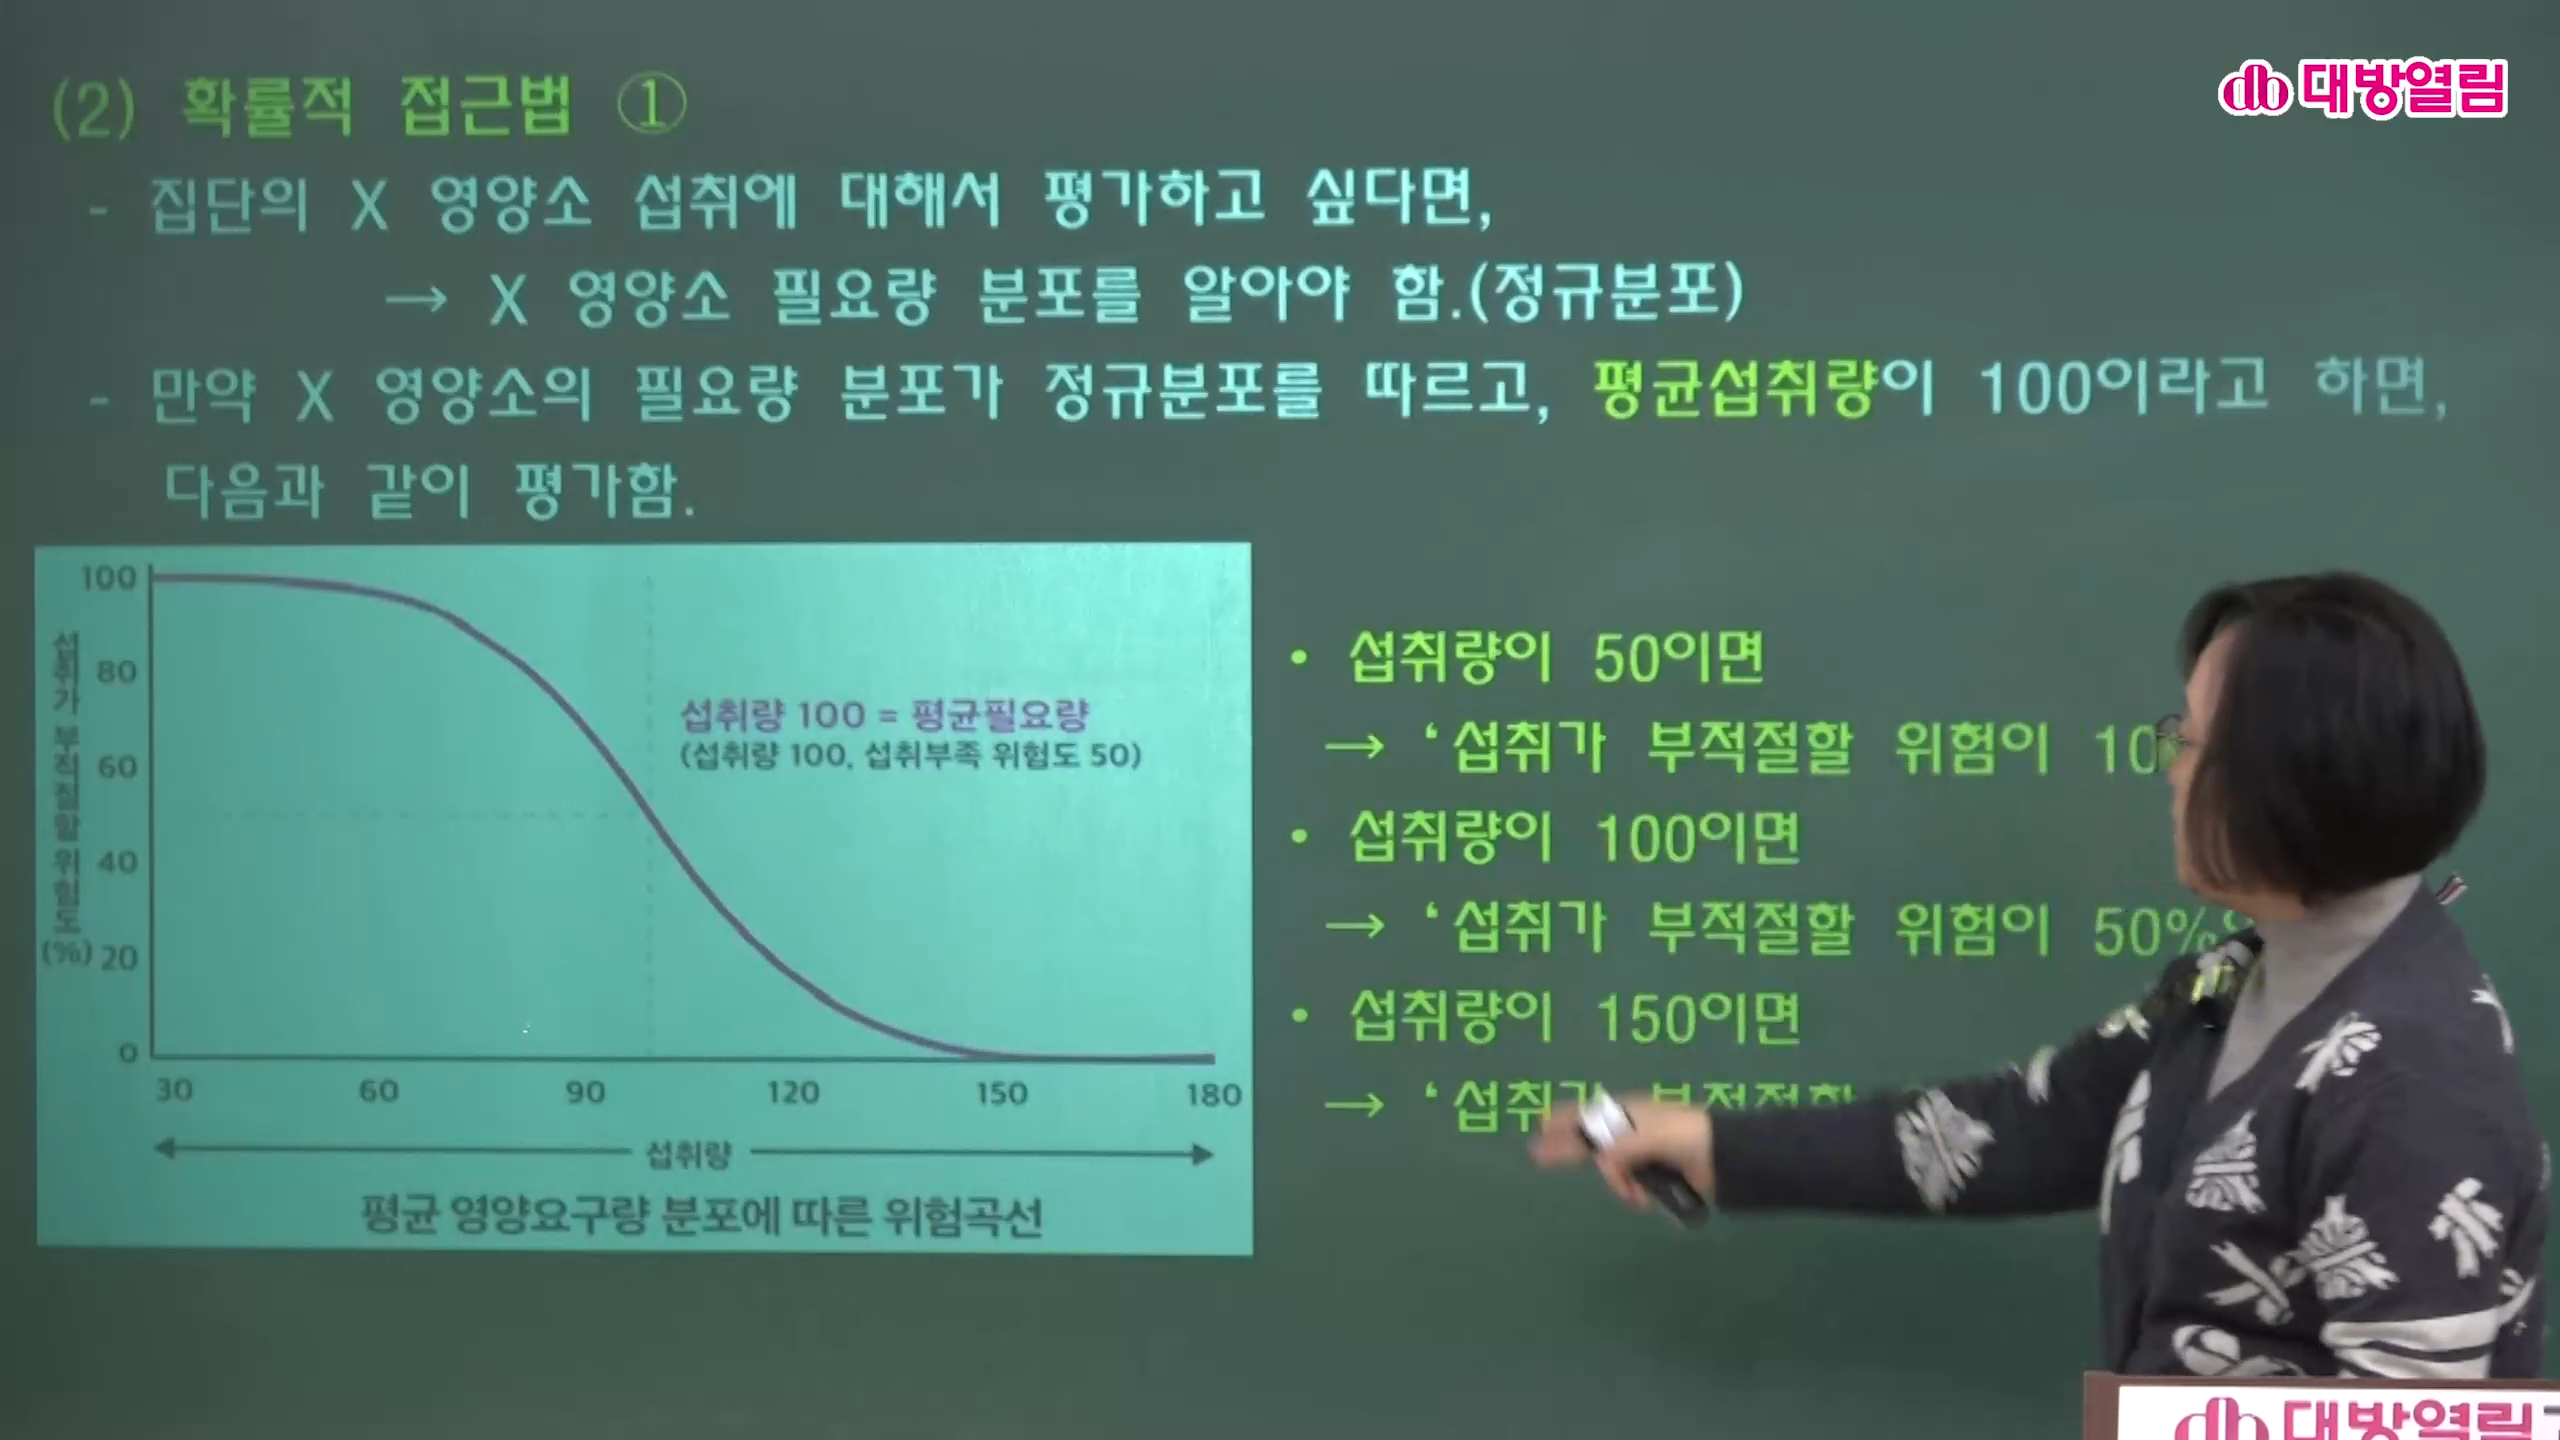 대방열림
(2) 확률적 접근법 ①
- 집단의 X 영양소 섭취에 대해서 평가하고 싶다면,
→ X 영양소 필요량 분포를 알아야 함.(정규분포)
- 만약 X 영양소의 필요량 분포가 정규분포를 따르고, 평균섭취량이 100이라고 하면,
다음과 같이 평가함.
섭취가 부적절할 위험도 (%)
100
80
60
40
20
0
섭취량 100 = 평균필요량
(섭취량 100, 섭취부족 위험도 50)
30 60 90 120 150 180
섭취량
평균 영양요구량 분포에 따른 위험곡선
• 섭취량이 50이면
→ ‘섭취가 부적절할 위험이
• 섭취량이 100이면
→ ‘섭취가 부적절할 위험이 50%
• 섭취량이 150이면
→ ‘섭취가 부적절할
대방열림